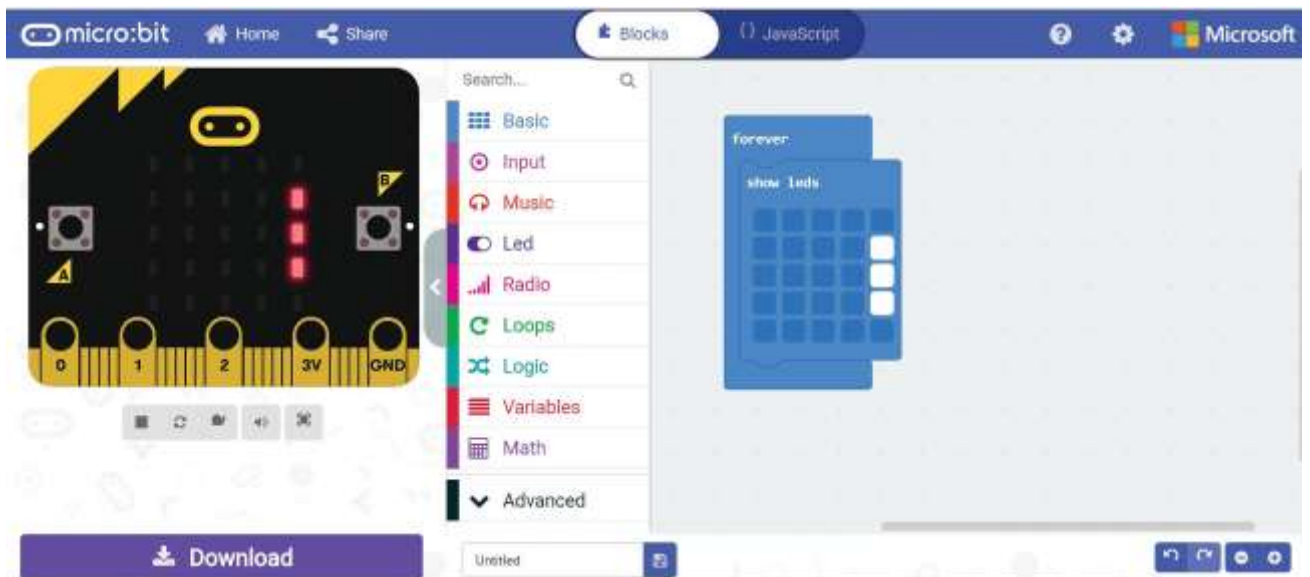 micro:bit Home Share Blocks {} JavaScript Microsoft
Search...
Basic
Input
Music
Led
Radio
Loops
Logic
Variables
Math
Advanced
B
A
0 1 2 3V GND
Download
Untitled
forever
show leds